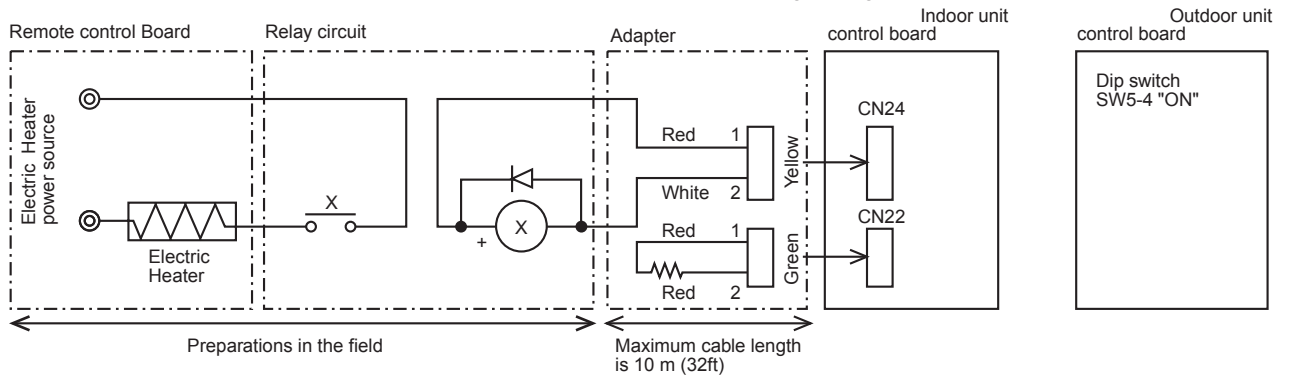 Remote control Board
Relay circuit
Adapter
Indoor unit
control board
Outdoor unit
control board
Electric Heater
power source
Electric
Heater
X
X
+
Red 1
White 2
Yellow
Red 1
Red 2
Green
CN24
CN22
Dip switch
SW5-4 "ON"
Preparations in the field
Maximum cable length
is 10 m (32ft)